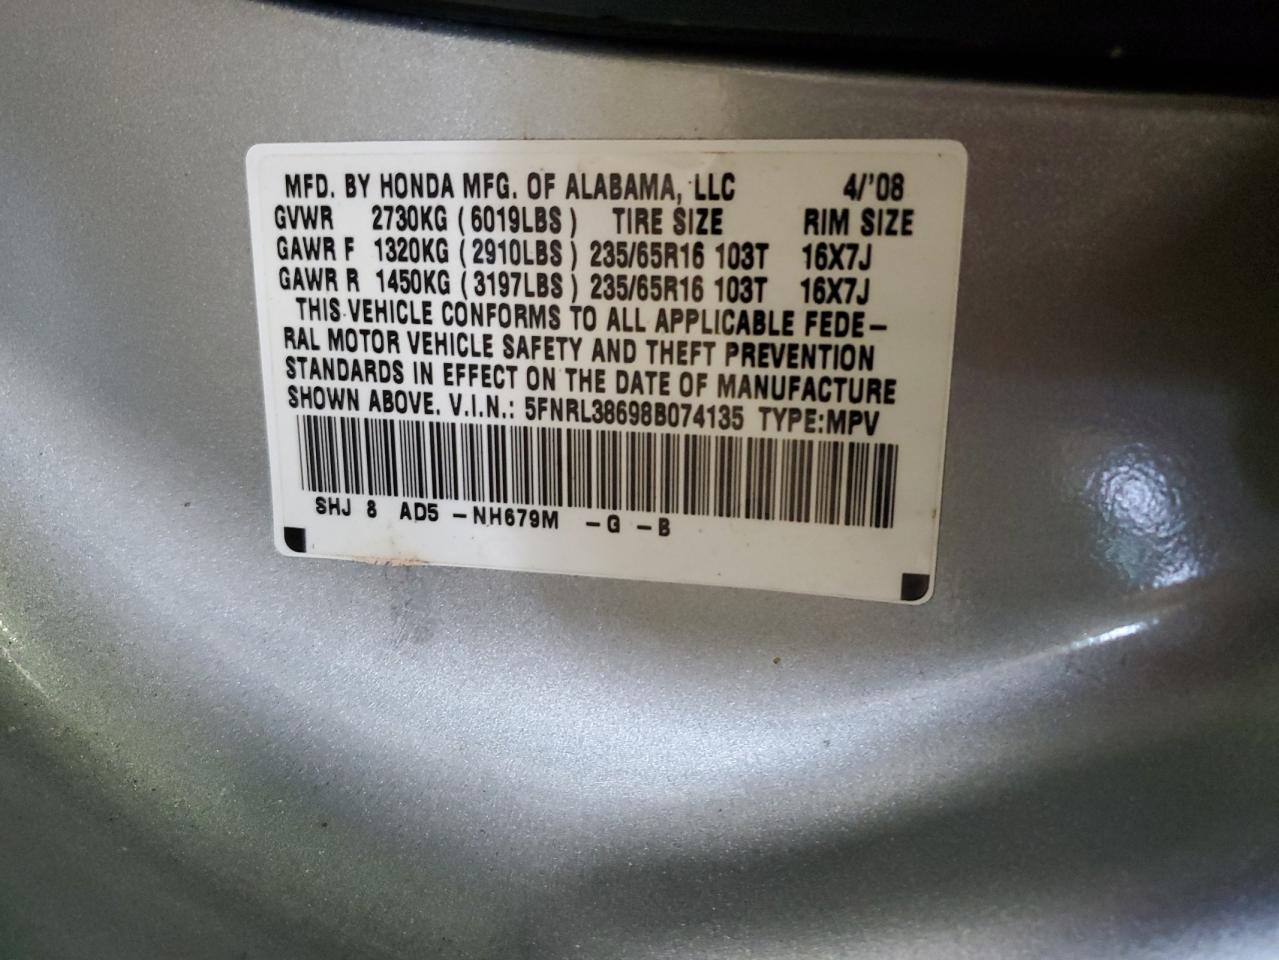 MFD. BY HONDA MFG. OF ALABAMA, LLC 4/'08
GVWR 2730KG (6019LBS) TIRE SIZE RIM SIZE
GAWR F 1320KG (2910LBS) 235/65R16 103T 16X7J
GAWR R 1450KG (3197LBS) 235/65R16 103T 16X7J
THIS VEHICLE CONFORMS TO ALL APPLICABLE FEDE-
RAL MOTOR VEHICLE SAFETY AND THEFT PREVENTION
STANDARDS IN EFFECT ON THE DATE OF MANUFACTURE
SHOWN ABOVE. V.I.N.: 5FNRL38698B074135 TYPE:MPV
SHJ 8 AD5 -NH679M -G -B